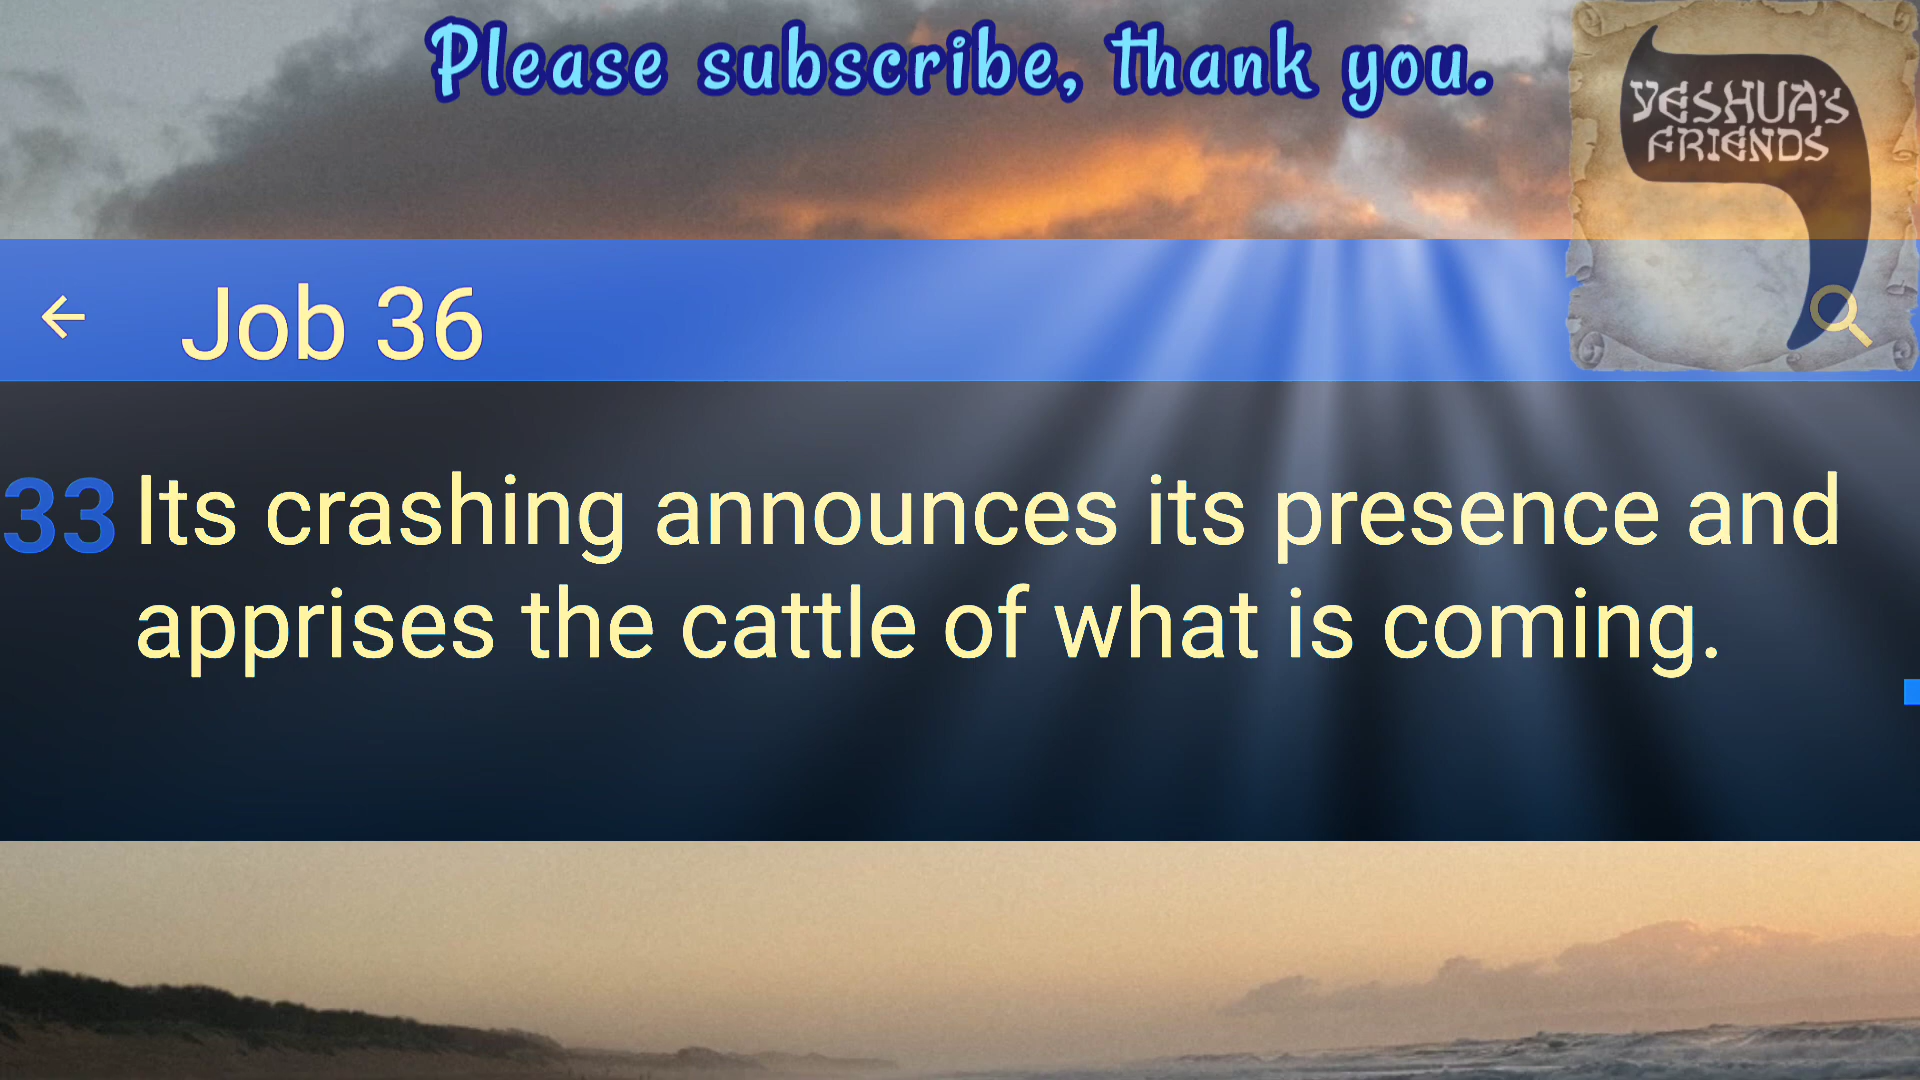 Please subscribe, thank you.
YESHUA'S
FRIENDS
Job 36
33 Its crashing announces its presence and
apprises the cattle of what is coming.